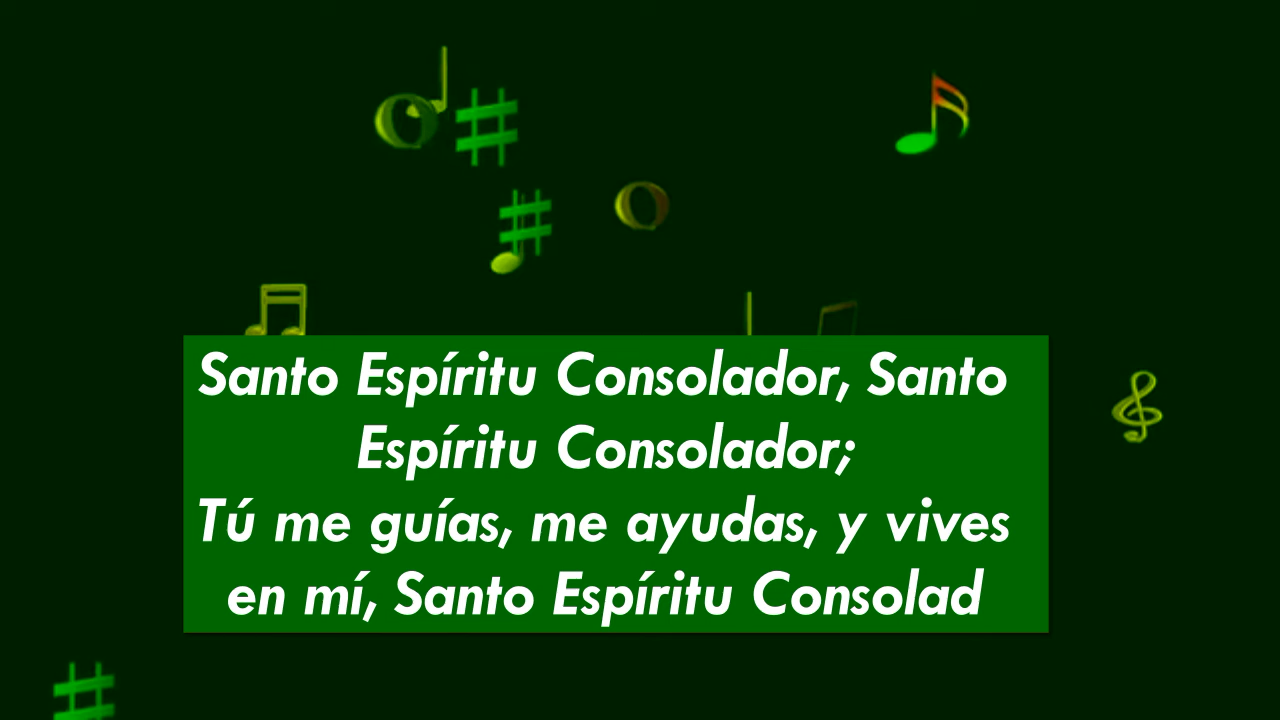 Santo Espíritu Consolador, Santo
Espíritu Consolador;
Tú me guías, me ayudas, y vives
en mí, Santo Espíritu Consolad